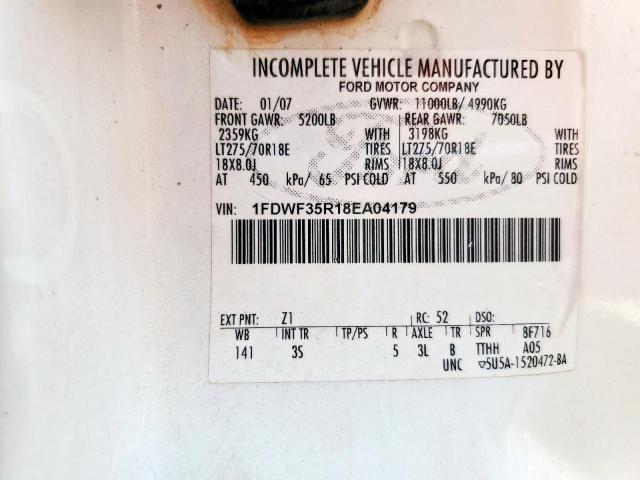 INCOMPLETE VEHICLE MANUFACTURED BY
FORD MOTOR COMPANY
DATE: 01/07 GVWR: 11000LB/ 4990KG
FRONT GAWR: 5200LB REAR GAWR: 7050LB
2359KG WITH 3198KG WITH
LT275/70R18E TIRES LT275/70R18E TIRES
18X8.0J RIMS 18X8.0J RIMS
AT 450 kPa/ 65 PSI COLD AT 550 kPa/ 80 PSI COLD
VIN: 1FDWF35R18EA04179
EXT PNT: Z1 RC: 52 DSO:
WB INT TR TP/PS R AXLE TR SPR 8F716
141 3S 5 3L B TTHH A05
UNC ▽5U5A-1520472-BA